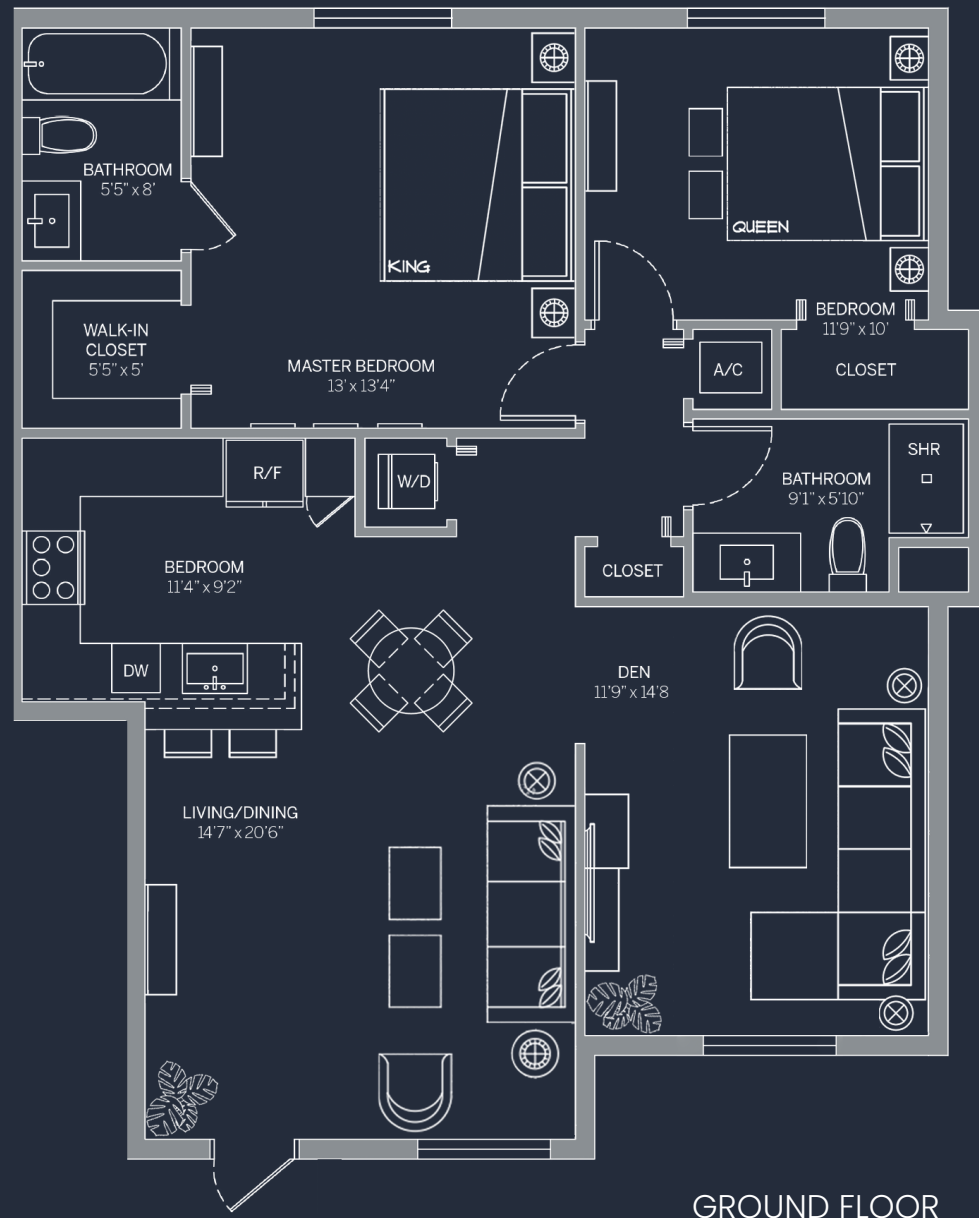 BATHROOM
5'5" x 8'
KING
QUEEN
WALK-IN
CLOSET
5'5" x 5'
MASTER BEDROOM
13' x 13'4"
BEDROOM
11'9" x 10'
A/C
CLOSET
R/F
W/D
BATHROOM
9'1" x 5'10"
SHR
BEDROOM
11'4" x 9'2"
CLOSET
DW
DEN
11'9" x 14'8
LIVING/DINING
14'7" x 20'6"
GROUND FLOOR